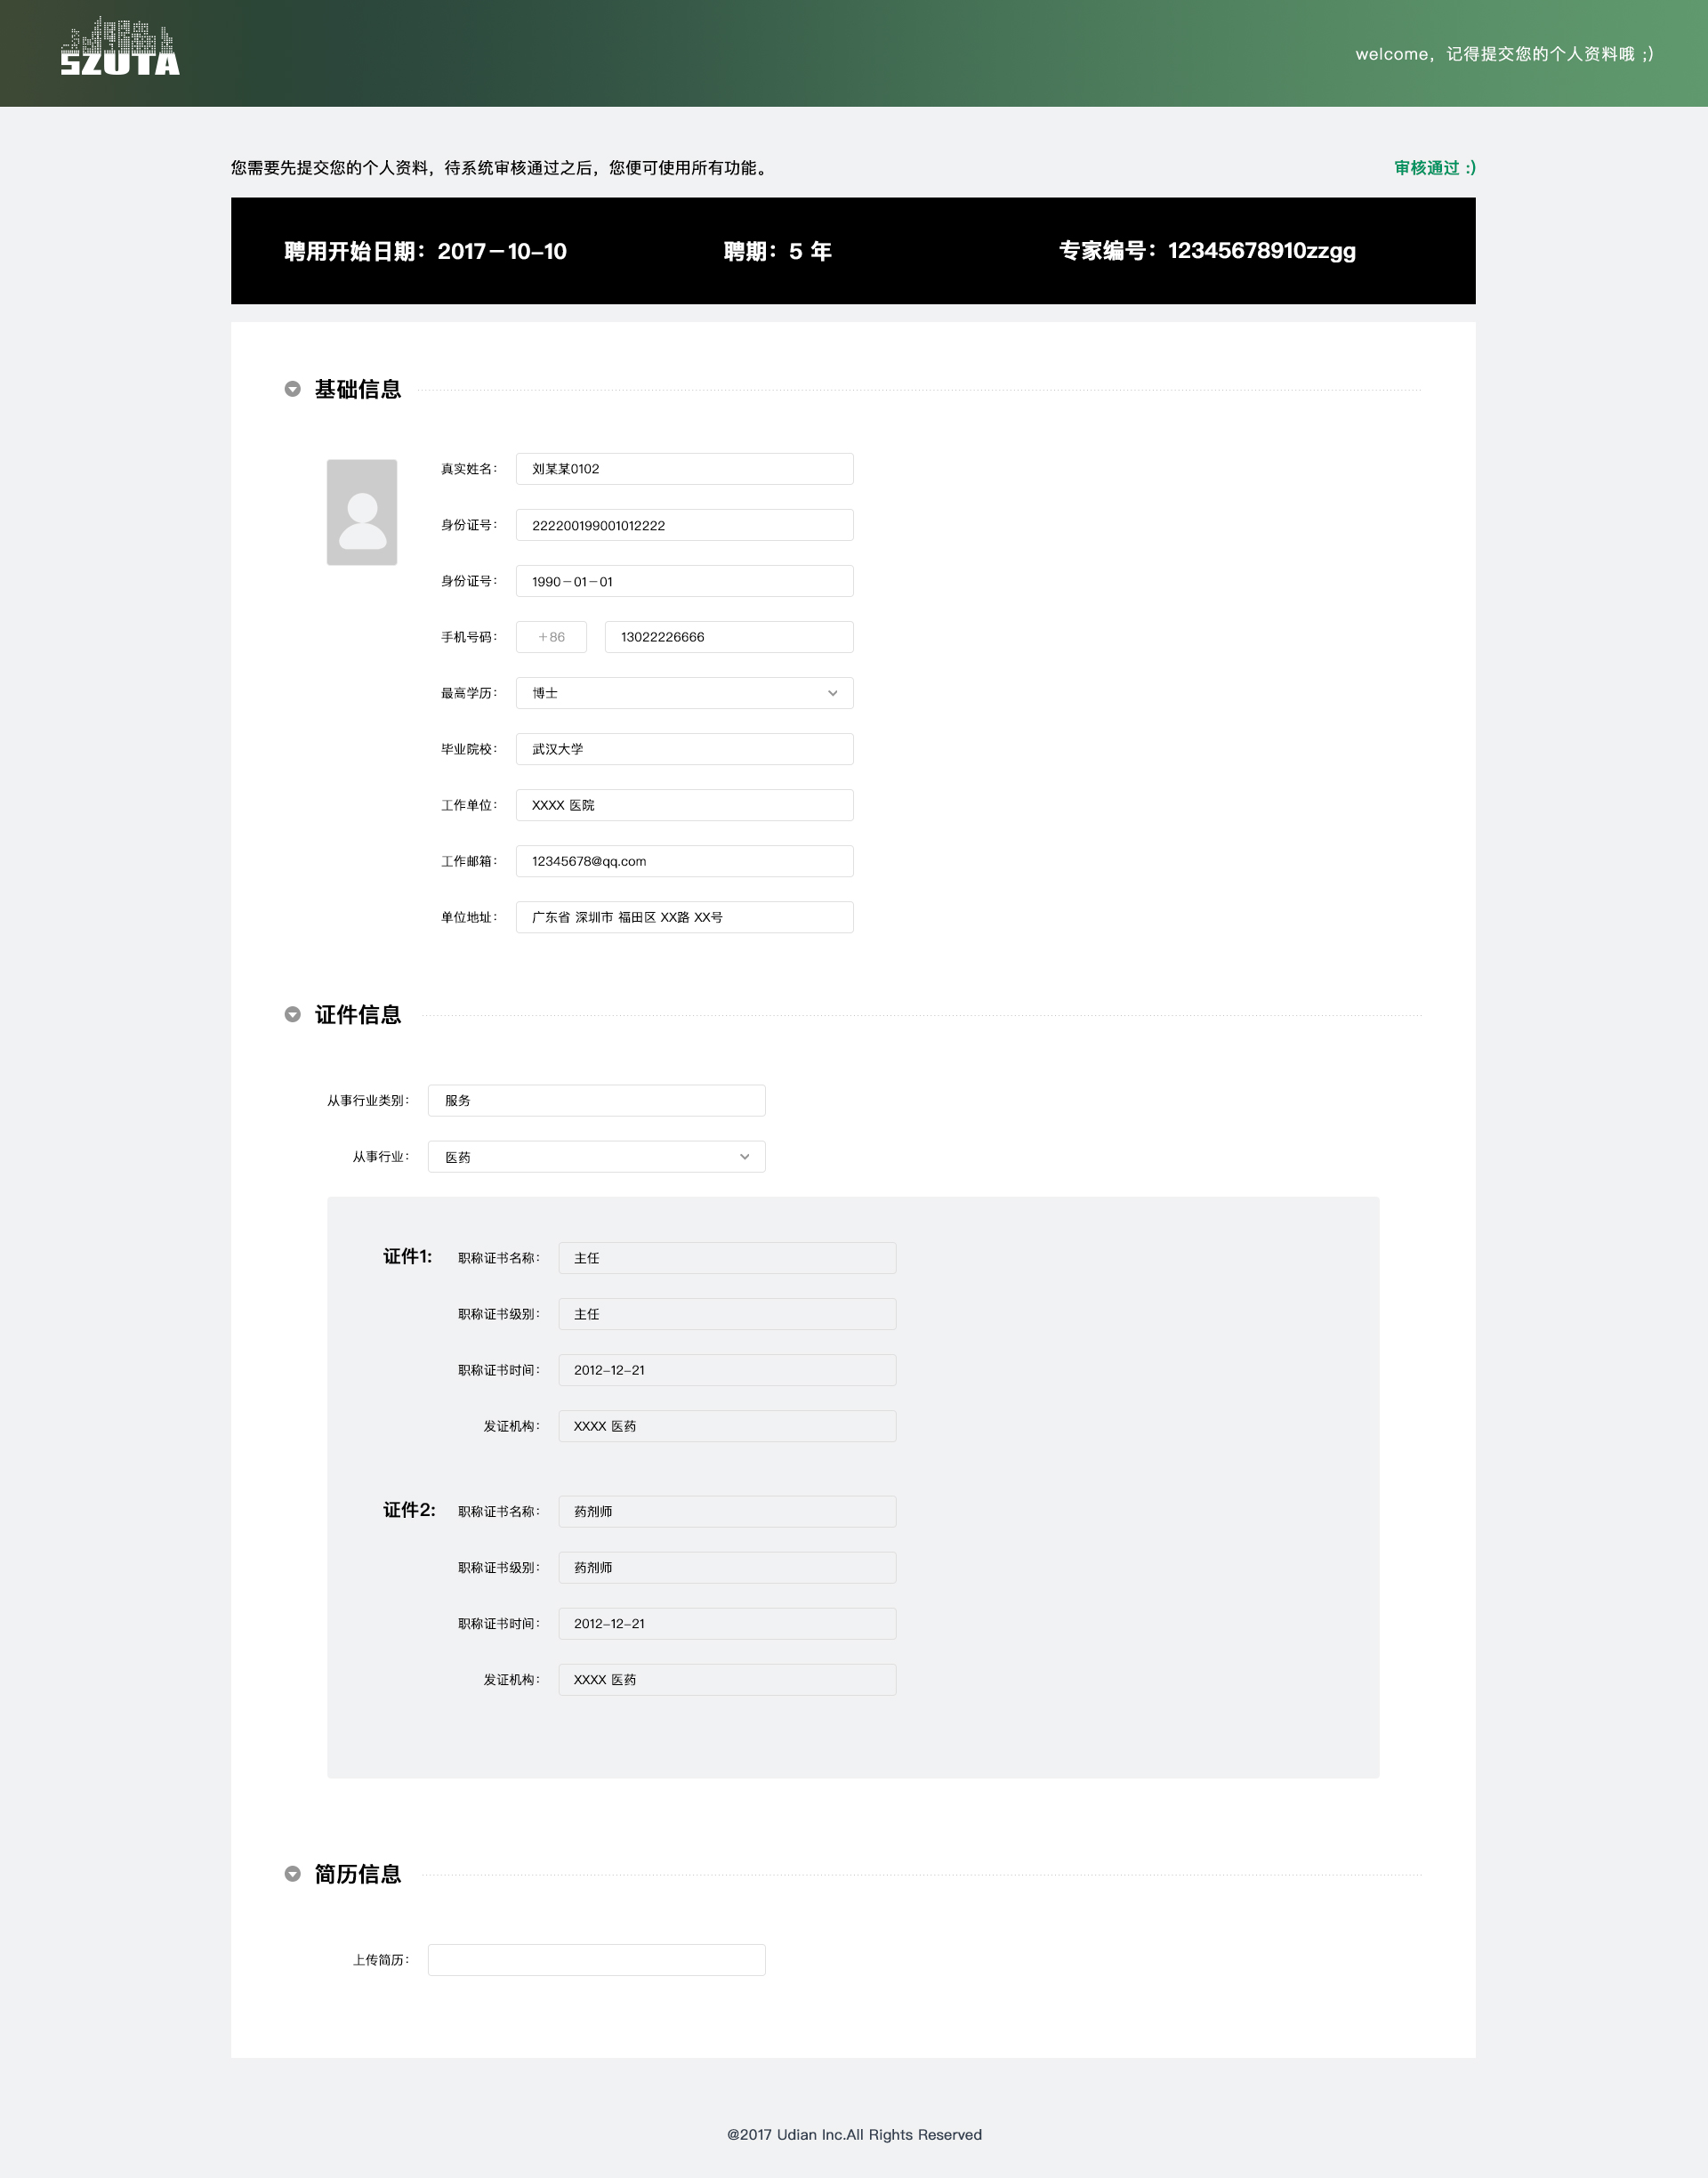 SZUTA
welcome，记得提交您的个人资料哦 ;)
您需要先提交您的个人资料，待系统审核通过之后，您便可使用所有功能。
审核通过 :)
聘用开始日期：2017－10-10
聘期：5 年
专家编号：12345678910zzgg
基础信息
真实姓名： 刘某某0102
身份证号： 222200199001012222
身份证号： 1990－01－01
手机号码： ＋86 13022226666
最高学历： 博士
毕业院校： 武汉大学
工作单位： XXXX 医院
工作邮箱： 12345678@qq.com
单位地址： 广东省 深圳市 福田区 XX路 XX号
证件信息
从事行业类别： 服务
从事行业： 医药
证件1: 职称证书名称： 主任
职称证书级别： 主任
职称证书时间： 2012-12-21
发证机构： XXXX 医药
证件2: 职称证书名称： 药剂师
职称证书级别： 药剂师
职称证书时间： 2012-12-21
发证机构： XXXX 医药
简历信息
上传简历：
@2017 Udian Inc.All Rights Reserved